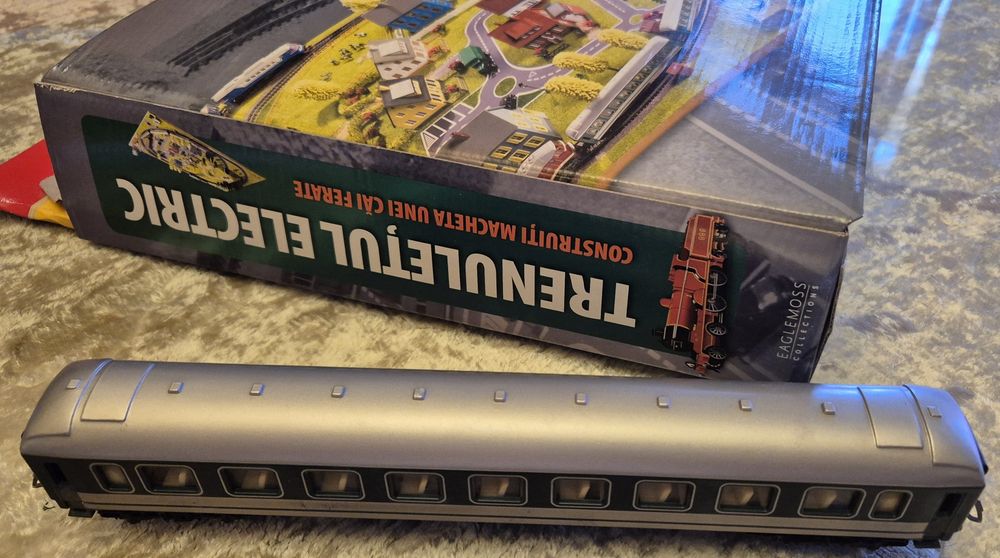 TRENULEȚUL ELECTRIC
CONSTRUIȚI MACHETA UNEI CĂI FERATE
EAGLEMOSS
COLLECTIONS